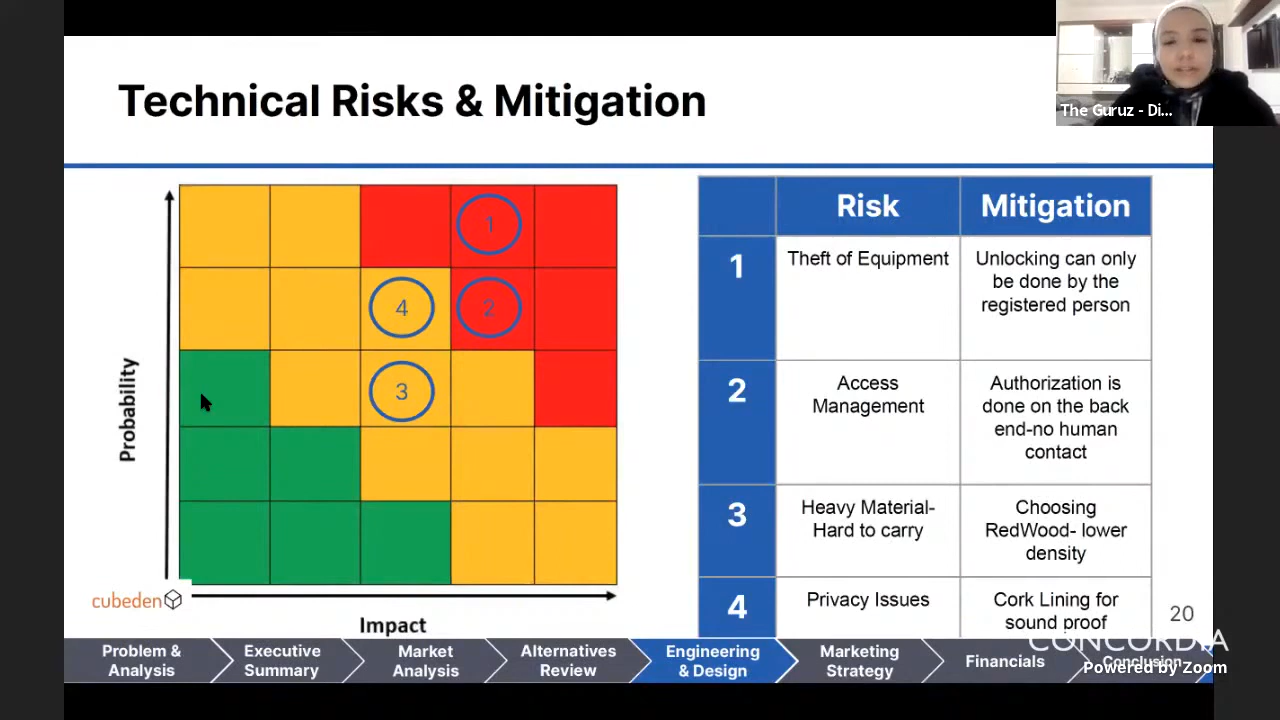 The Guruz - Di...
Technical Risks & Mitigation
Probability
1
4
2
3
Impact
cubeden
Risk
Mitigation
1
Theft of Equipment
Unlocking can only
be done by the
registered person
2
Access
Management
Authorization is
done on the back
end-no human
contact
3
Heavy Material-
Hard to carry
Choosing
RedWood- lower
density
4
Privacy Issues
Cork Lining for
sound proof
20
CONCORDIA
Powered by Zoom
Problem &
Analysis
Executive
Summary
Market
Analysis
Alternatives
Review
Engineering
& Design
Marketing
Strategy
Financials
Conclusion